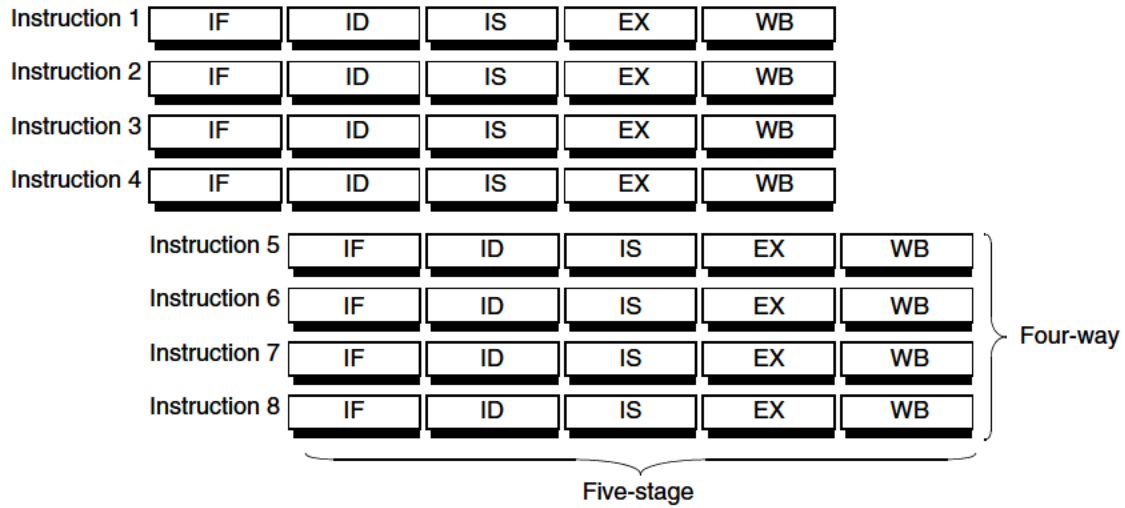 Instruction 1 IF ID IS EX WB
Instruction 2 IF ID IS EX WB
Instruction 3 IF ID IS EX WB
Instruction 4 IF ID IS EX WB
Instruction 5 IF ID IS EX WB
Instruction 6 IF ID IS EX WB
Instruction 7 IF ID IS EX WB
Instruction 8 IF ID IS EX WB
Four-way
Five-stage